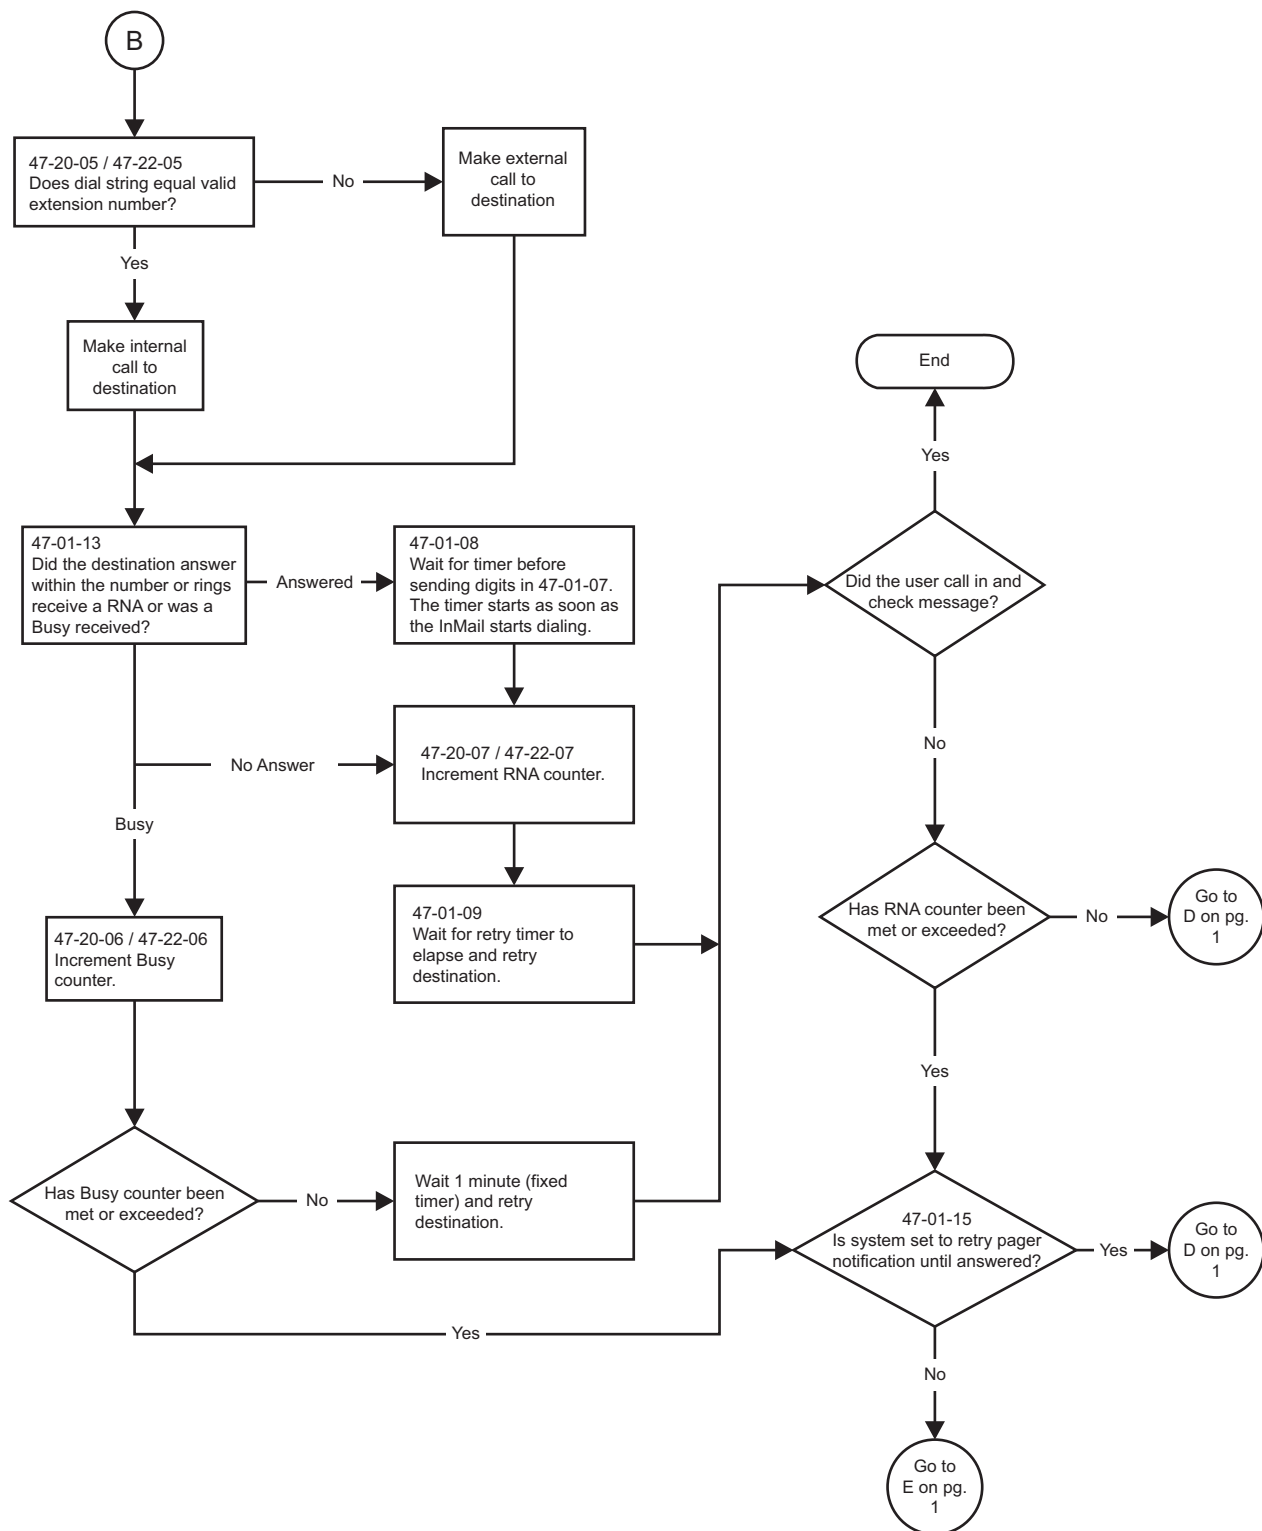 B
47-20-05 / 47-22-05
Does dial string equal valid
extension number?
No
Make external
call to
destination
Yes
Make internal
call to
destination
End
Yes
47-01-13
Did the destination answer
within the number or rings
receive a RNA or was a
Busy received?
Answered
47-01-08
Wait for timer before
sending digits in 47-01-07.
The timer starts as soon as
the InMail starts dialing.
Did the user call in and
check message?
No
No Answer
47-20-07 / 47-22-07
Increment RNA counter.
Busy
47-20-06 / 47-22-06
Increment Busy
counter.
47-01-09
Wait for retry timer to
elapse and retry
destination.
Has RNA counter been
met or exceeded?
No
Go to
D on pg.
1
Yes
Has Busy counter been
met or exceeded?
No
Wait 1 minute (fixed
timer) and retry
destination.
47-01-15
Is system set to retry pager
notification until answered?
Yes
Go to
D on pg.
1
Yes
No
Go to
E on pg.
1